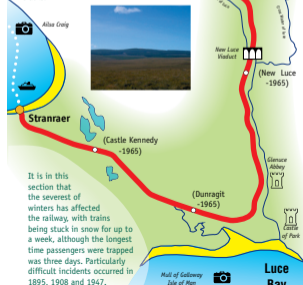 Ailsa Craig
New Luce
Viaduct
(New Luce
-1965)
Stranraer
(Castle Kennedy
-1965)
Glenluce
Abbey
It is in this
section that
the severest of
winters has affected
the railway, with trains
being stuck in snow for up to
a week, although the longest
time passengers were trapped
was three days. Particularly
difficult incidents occurred in
1895, 1908 and 1947.
(Dunragit
-1965)
Castle
of Park
Mull of Galloway
Isle of Man
Luce
Bay